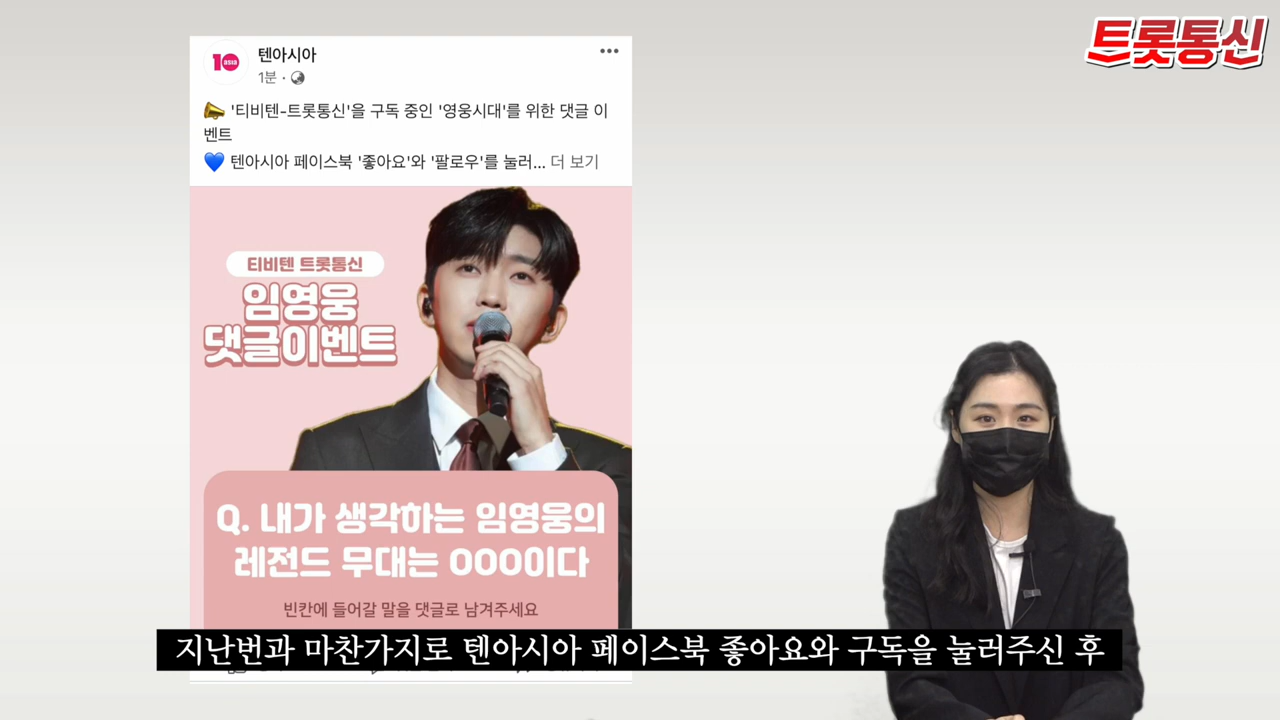 트롯통신
10 asia
텐아시아
1분 ·
'티비텐-트롯통신'을 구독 중인 '영웅시대'를 위한 댓글 이
벤트
텐아시아 페이스북 '좋아요'와 '팔로우'를 눌러... 더 보기
티비텐 트롯통신
임영웅
댓글이벤트
Q. 내가 생각하는 임영웅의
레전드 무대는 OOO이다
빈칸에 들어갈 말을 댓글로 남겨주세요
지난번과 마찬가지로 텐아시아 페이스북 좋아요와 구독을 눌러주신 후